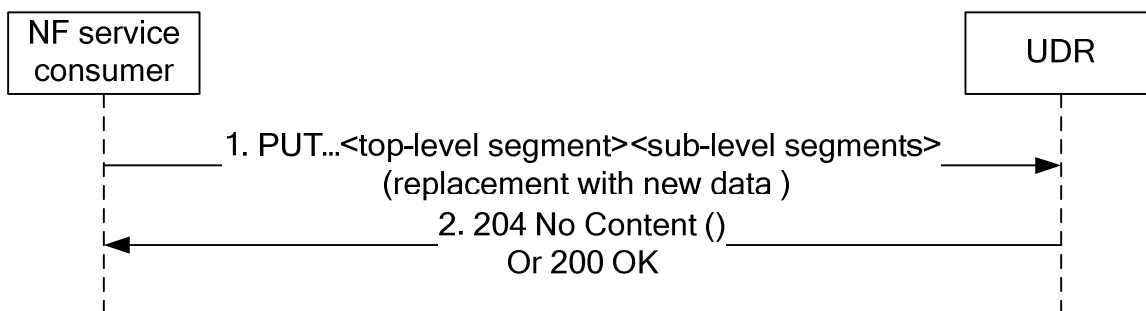 NF service
consumer
UDR
1. PUT...<top-level segment><sub-level segments>
(replacement with new data )
2. 204 No Content ()
Or 200 OK